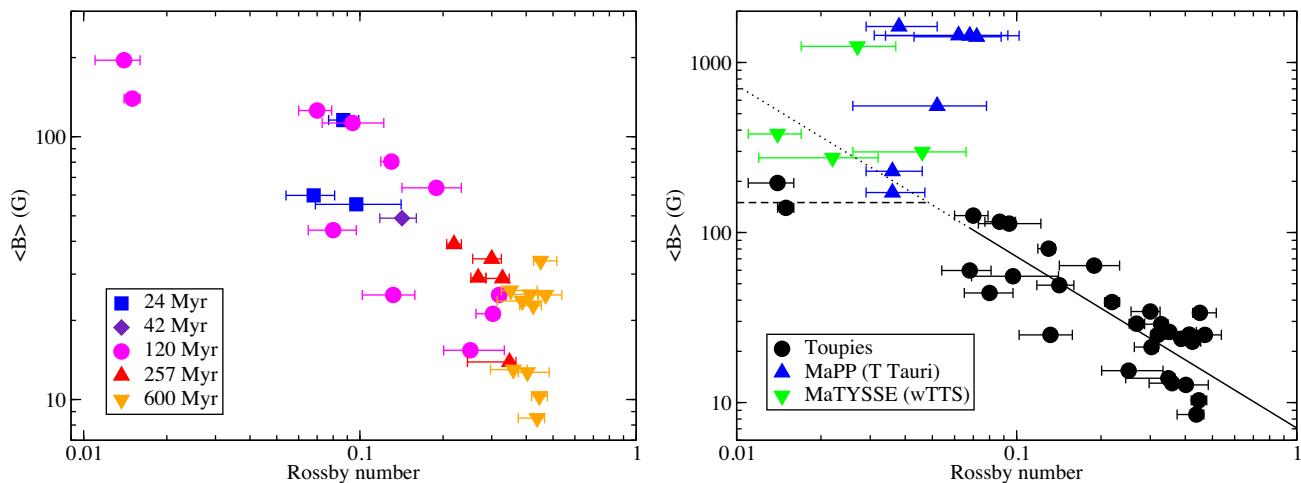 <B> (G)
100
10
24 Myr
42 Myr
120 Myr
257 Myr
600 Myr
0.01
0.1
1
Rossby number
<B> (G)
1000
100
10
Toupies
MaPP (T Tauri)
MaTYSSE (wTTS)
0.01
0.1
1
Rossby number